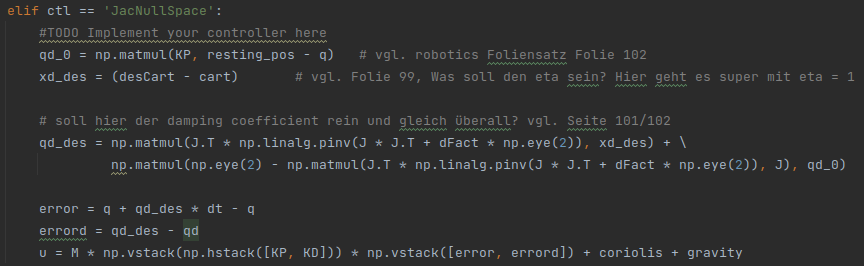 elif ctl == 'JacNullSpace':
#TODO Implement your controller here
qd_0 = np.matmul(KP, resting_pos - q)   # vgl. robotics Foliensatz Folie 102
xd_des = (desCart - cart)       # vgl. Folie 99, Was soll den eta sein? Hier geht es super mit eta = 1
# soll hier der damping coefficient rein und gleich überall? vgl. Seite 101/102
qd_des = np.matmul(J.T * np.linalg.pinv(J * J.T + dFact * np.eye(2)), xd_des) + \
np.matmul(np.eye(2) - np.matmul(J.T * np.linalg.pinv(J * J.T + dFact * np.eye(2)), J), qd_0)
error = q + qd_des * dt - q
errord = qd_des - qd
u = M * np.vstack(np.hstack([KP, KD])) * np.vstack([error, errord]) + coriolis + gravity